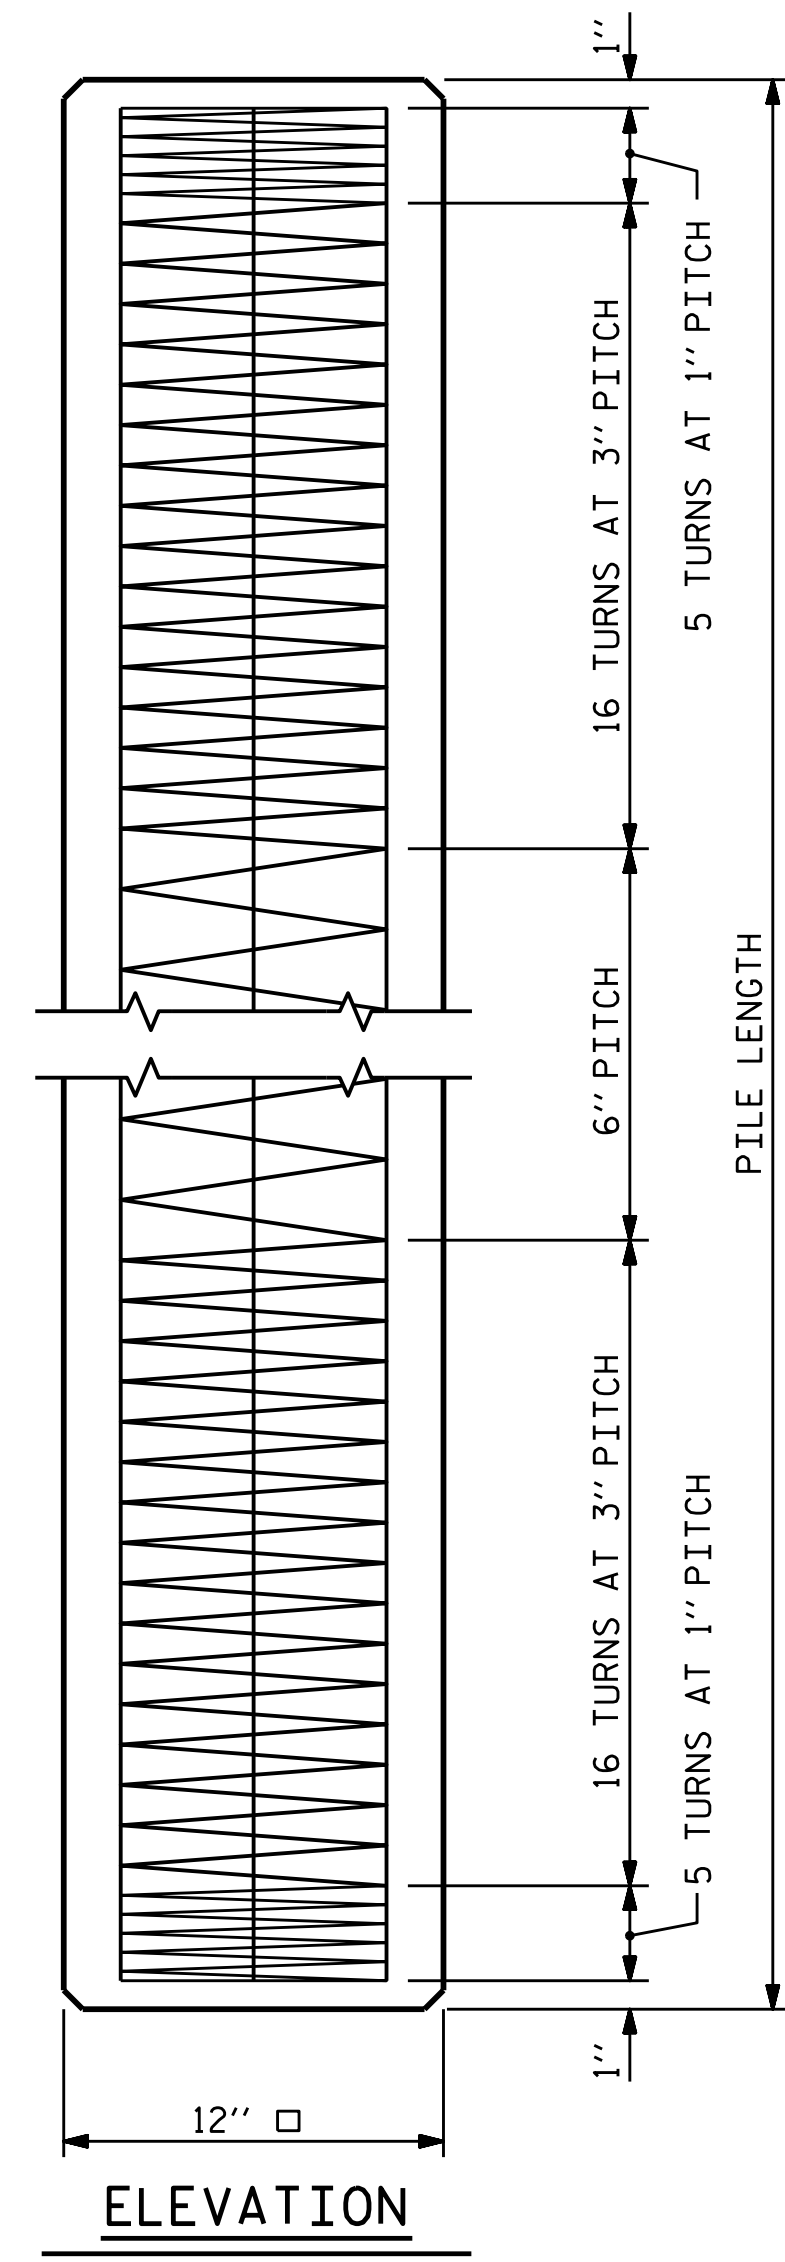 1''
5 TURNS AT 1'' PITCH
16 TURNS AT 3'' PITCH
6'' PITCH
PILE LENGTH
16 TURNS AT 3'' PITCH
5 TURNS AT 1'' PITCH
1''
12'' □
ELEVATION